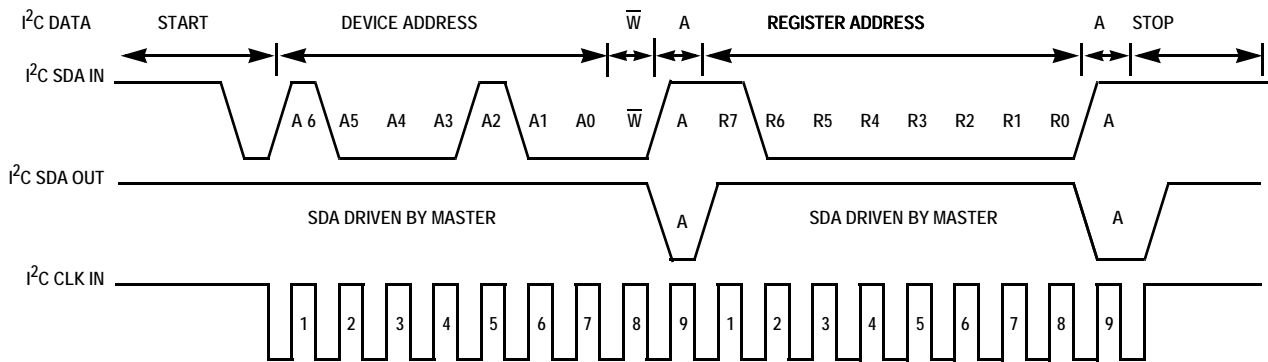 I²C DATA START DEVICE ADDRESS W̅ A REGISTER ADDRESS A STOP
I²C SDA IN
A 6 A5 A4 A3 A2 A1 A0 W̅ A R7 R6 R5 R4 R3 R2 R1 R0 A
I²C SDA OUT
SDA DRIVEN BY MASTER A SDA DRIVEN BY MASTER A
I²C CLK IN
1 2 3 4 5 6 7 8 9 1 2 3 4 5 6 7 8 9